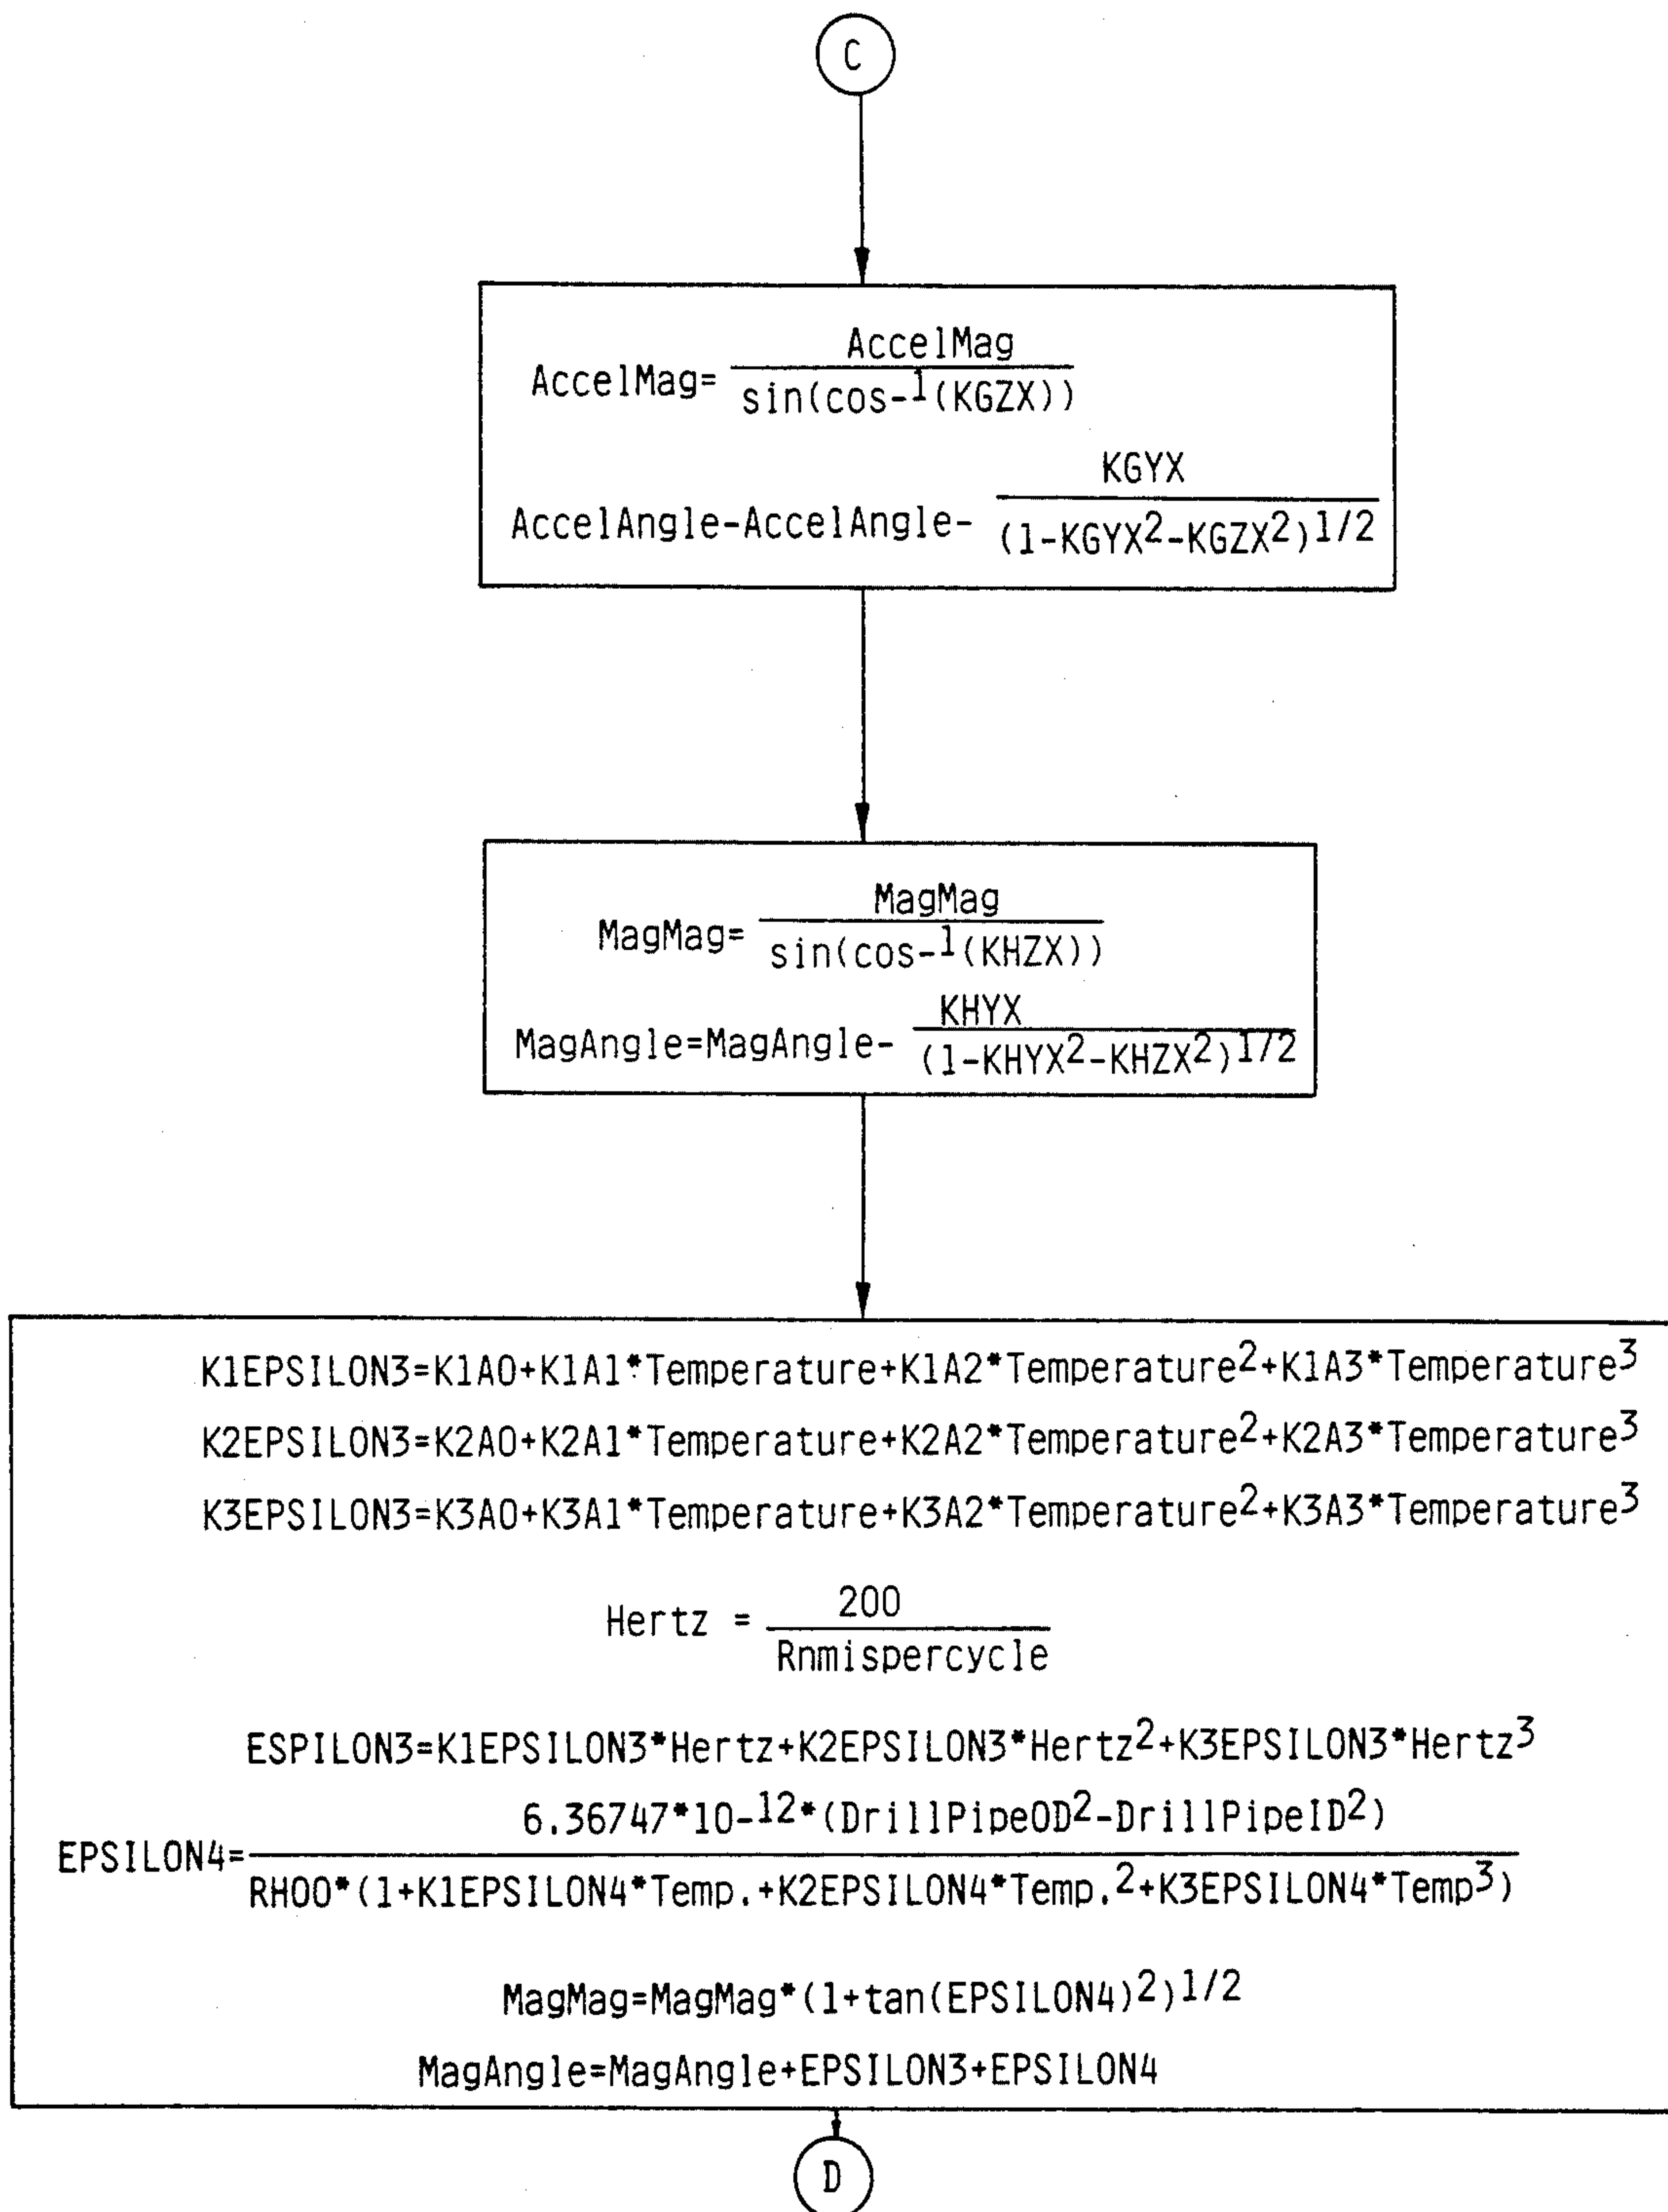 C
AccelMag= AccelMag
sin(cos-1(KGZX))
KGYX
AccelAngle-AccelAngle-
(1-KGYX2-KGZX2)1/2
MagMag= MagMag
sin(cos-1(KHZX))
MagAngle=MagAngle- KHYX
(1-KHYX2-KHZX2)1/2
K1EPSILON3=K1A0+K1A1*Temperature+K1A2*Temperature2+K1A3*Temperature3
K2EPSILON3=K2A0+K2A1*Temperature+K2A2*Temperature2+K2A3*Temperature3
K3EPSILON3=K3A0+K3A1*Temperature+K3A2*Temperature2+K3A3*Temperature3
Hertz = 200
Rnmispercycle
ESPILON3=K1EPSILON3*Hertz+K2EPSILON3*Hertz2+K3EPSILON3*Hertz3
6.36747*10-12*(DrillPipeOD2-DrillPipeID2)
EPSILON4=
RHO0*(1+K1EPSILON4*Temp.+K2EPSILON4*Temp.2+K3EPSILON4*Temp3)
MagMag=MagMag*(1+tan(EPSILON4)2)1/2
MagAngle=MagAngle+EPSILON3+EPSILON4
D